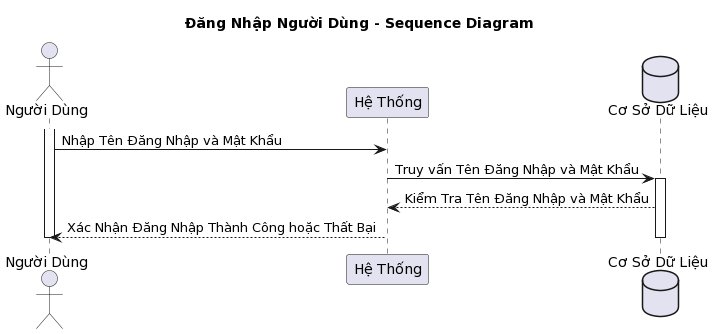 Đăng Nhập Người Dùng - Sequence Diagram
Người Dùng
Hệ Thống
Cơ Sở Dữ Liệu
Nhập Tên Đăng Nhập và Mật Khẩu
Truy vấn Tên Đăng Nhập và Mật Khẩu
Kiểm Tra Tên Đăng Nhập và Mật Khẩu
Xác Nhận Đăng Nhập Thành Công hoặc Thất Bại
Người Dùng
Hệ Thống
Cơ Sở Dữ Liệu